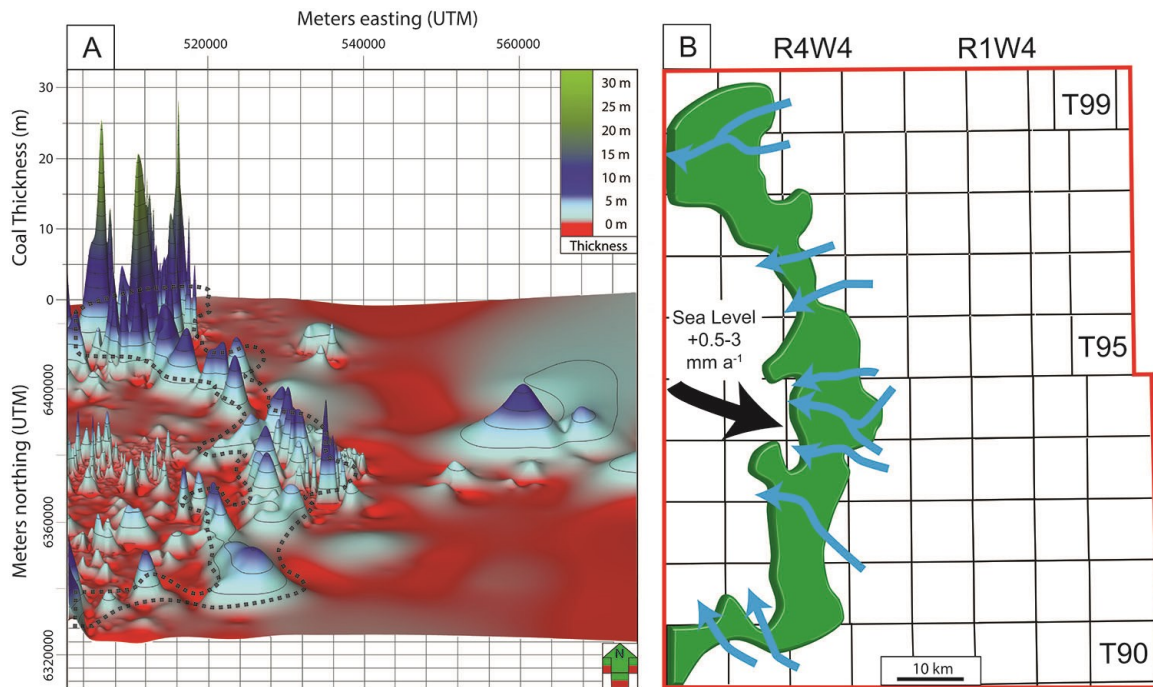 A
Meters easting (UTM)
520000
540000
560000
Coal Thickness (m)
30
20
10
0
30 m
25 m
20 m
15 m
10 m
5 m
0 m
Thickness
Meters northing (UTM)
6400000
6360000
6320000
N
B
R4W4
R1W4
T99
Sea Level
+0.5-3
mm a⁻¹
T95
T90
10 km